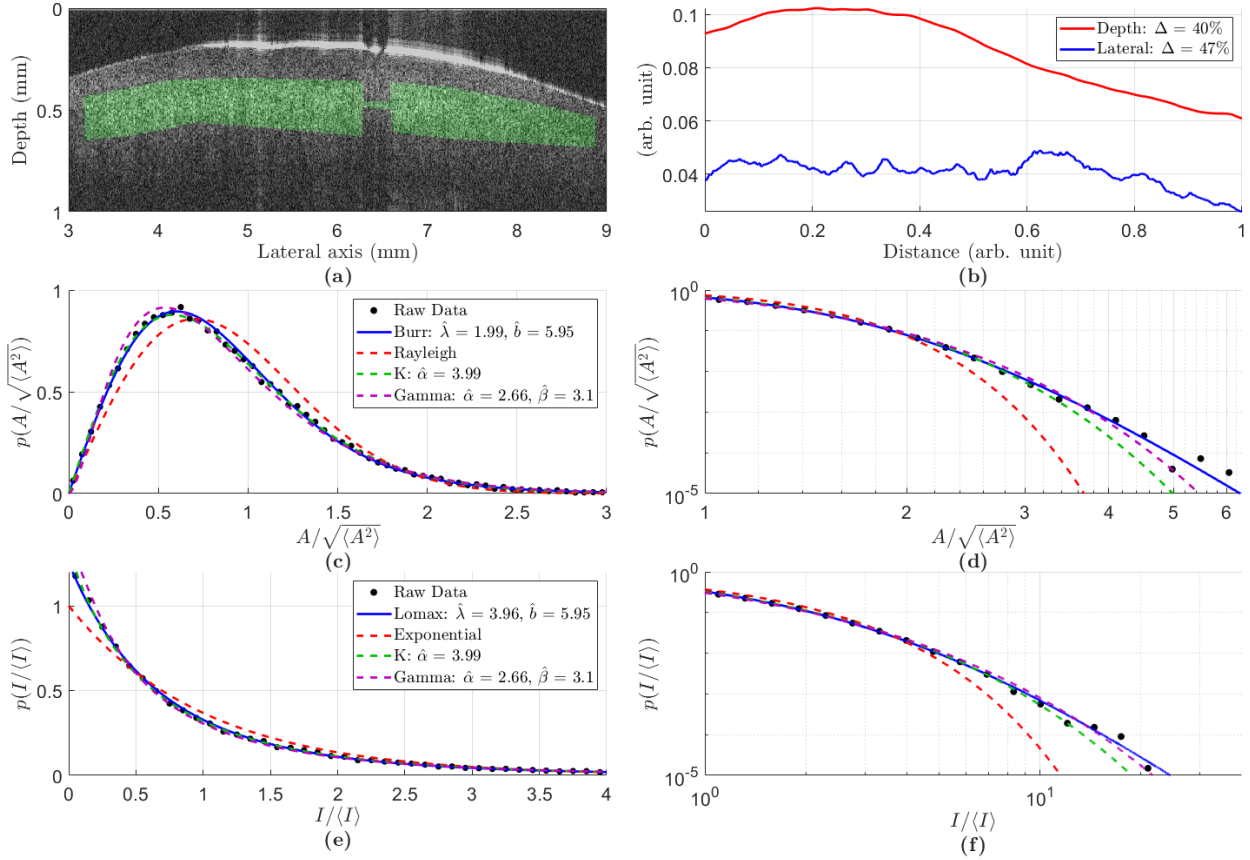 0
0.5
1
Depth (mm)
3 4 5 6 7 8 9
Lateral axis (mm)
(a)
0.1
0.08
0.06
0.04
(arb. unit)
Depth: Δ = 40%
Lateral: Δ = 47%
0 0.2 0.4 0.6 0.8 1
Distance (arb. unit)
(b)
1
0.5
0
p(A/√⟨A²⟩)
Raw Data
Burr: λ̂ = 1.99, b̂ = 5.95
Rayleigh
K: α̂ = 3.99
Gamma: α̂ = 2.66, β̂ = 3.1
0 0.5 1 1.5 2 2.5 3
A/√⟨A²⟩
(c)
10⁰
10⁻⁵
p(A/√⟨A²⟩)
1 2 3 4 5 6
A/√⟨A²⟩
(d)
1
0.5
0
p(I/⟨I⟩)
Raw Data
Lomax: λ̂ = 3.96, b̂ = 5.95
Exponential
K: α̂ = 3.99
Gamma: α̂ = 2.66, β̂ = 3.1
0 0.5 1 1.5 2 2.5 3 3.5 4
I/⟨I⟩
(e)
10⁰
10⁻⁵
p(I/⟨I⟩)
10⁰ 10¹
I/⟨I⟩
(f)